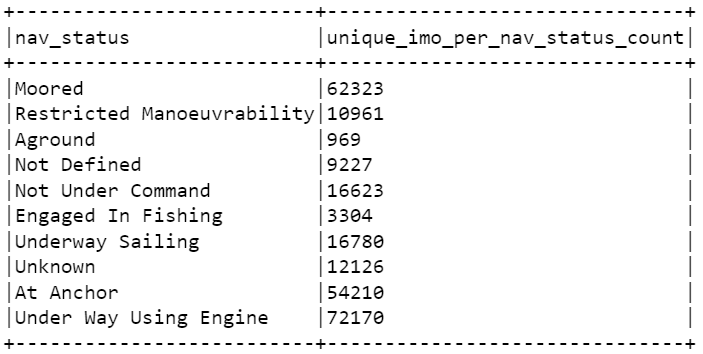 +--------------------------+-------------------------------+
|nav_status                |unique_imo_per_nav_status_count|
+--------------------------+-------------------------------+
|Moored                    |62323                          |
|Restricted Manoeuvrability|10961                          |
|Aground                   |969                            |
|Not Defined               |9227                           |
|Not Under Command         |16623                          |
|Engaged In Fishing        |3304                           |
|Underway Sailing          |16780                          |
|Unknown                   |12126                          |
|At Anchor                 |54210                          |
|Under Way Using Engine    |72170                          |
+--------------------------+-------------------------------+